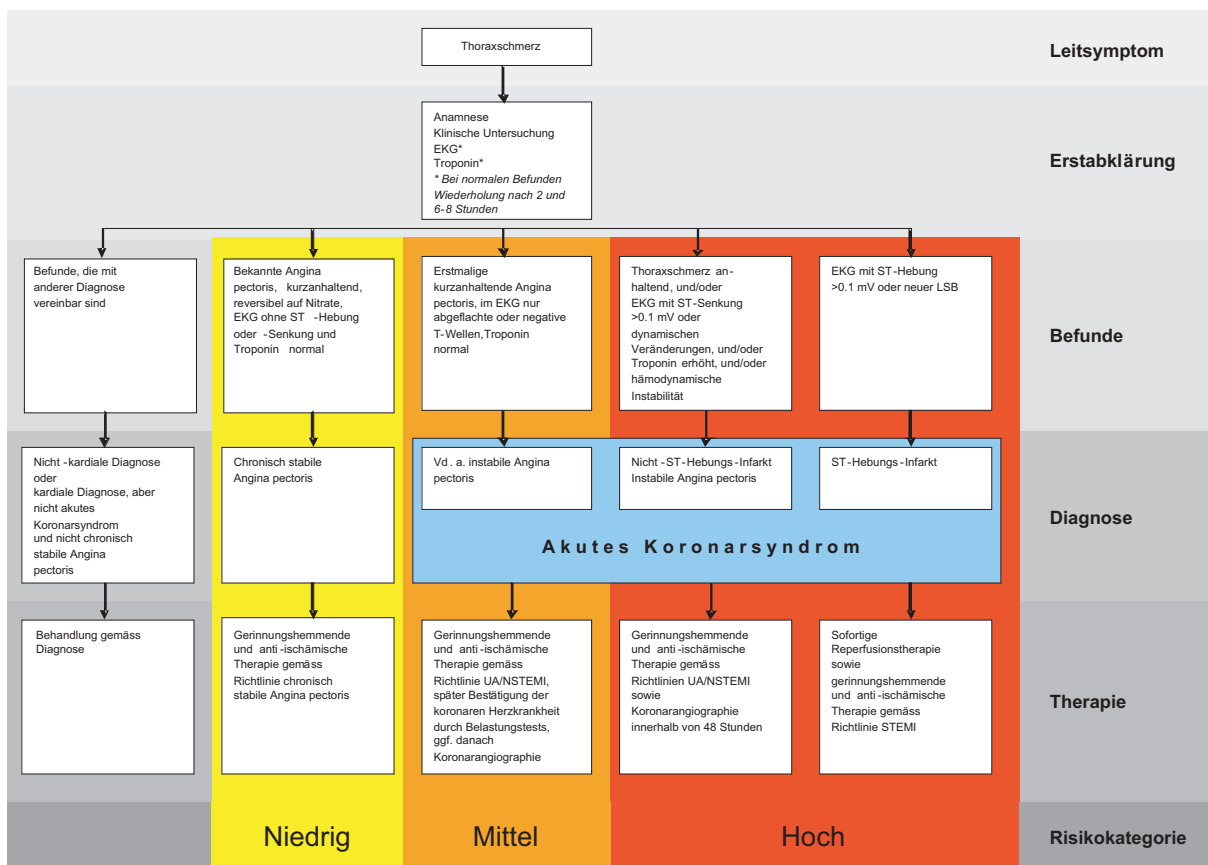 Thoraxschmerz
Leitsymptom
Anamnese
Klinische Untersuchung
EKG*
Troponin*
* Bei normalen Befunden
Wiederholung nach 2 und
6-8 Stunden
Erstabklärung
Befunde, die mit
anderer Diagnose
vereinbar sind
Bekannte Angina
pectoris, kurzanhaltend,
reversibel auf Nitrate,
EKG ohne ST -Hebung
oder -Senkung und
Troponin normal
Erstmalige
kurzanhaltende Angina
pectoris, im EKG nur
abgeflachte oder negative
T-Wellen,Troponin
normal
Thoraxschmerz an-
haltend, und/oder
EKG mit ST-Senkung
>0.1 mV oder
dynamischen
Veränderungen, und/oder
Troponin erhöht, und/oder
hämodynamische
Instabilität
EKG mit ST-Hebung
>0.1 mV oder neuer LSB
Befunde
Nicht -kardiale Diagnose
oder
kardiale Diagnose, aber
nicht akutes
Koronarsyndrom
und nicht chronisch
stabile Angina
pectoris
Chronisch stabile
Angina pectoris
Vd. a. instabile Angina
pectoris
Nicht-ST-Hebungs-Infarkt
Instabile Angina pectoris
ST-Hebungs-Infarkt
Akutes Koronarsyndrom
Diagnose
Behandlung gemäss
Diagnose
Gerinnungshemmende
und anti-ischämische
Therapie gemäss
Richtlinie chronisch
stabile Angina pectoris
Gerinnungshemmende
und anti-ischämische
Therapie gemäss
Richtlinie UA/NSTEMI,
später Bestätigung der
koronaren Herzkrankheit
durch Belastungstests,
ggf. danach
Koronarangiographie
Gerinnungshemmende
und anti-ischämische
Therapie gemäss
Richtlinien UA/NSTEMI
sowie
Koronarangiographie
innerhalb von 48 Stunden
Sofortige
Reperfusionstherapie
sowie
gerinnungshemmende
und anti-ischämische
Therapie gemäss
Richtlinie STEMI
Therapie
Niedrig
Mittel
Hoch
Risikokategorie